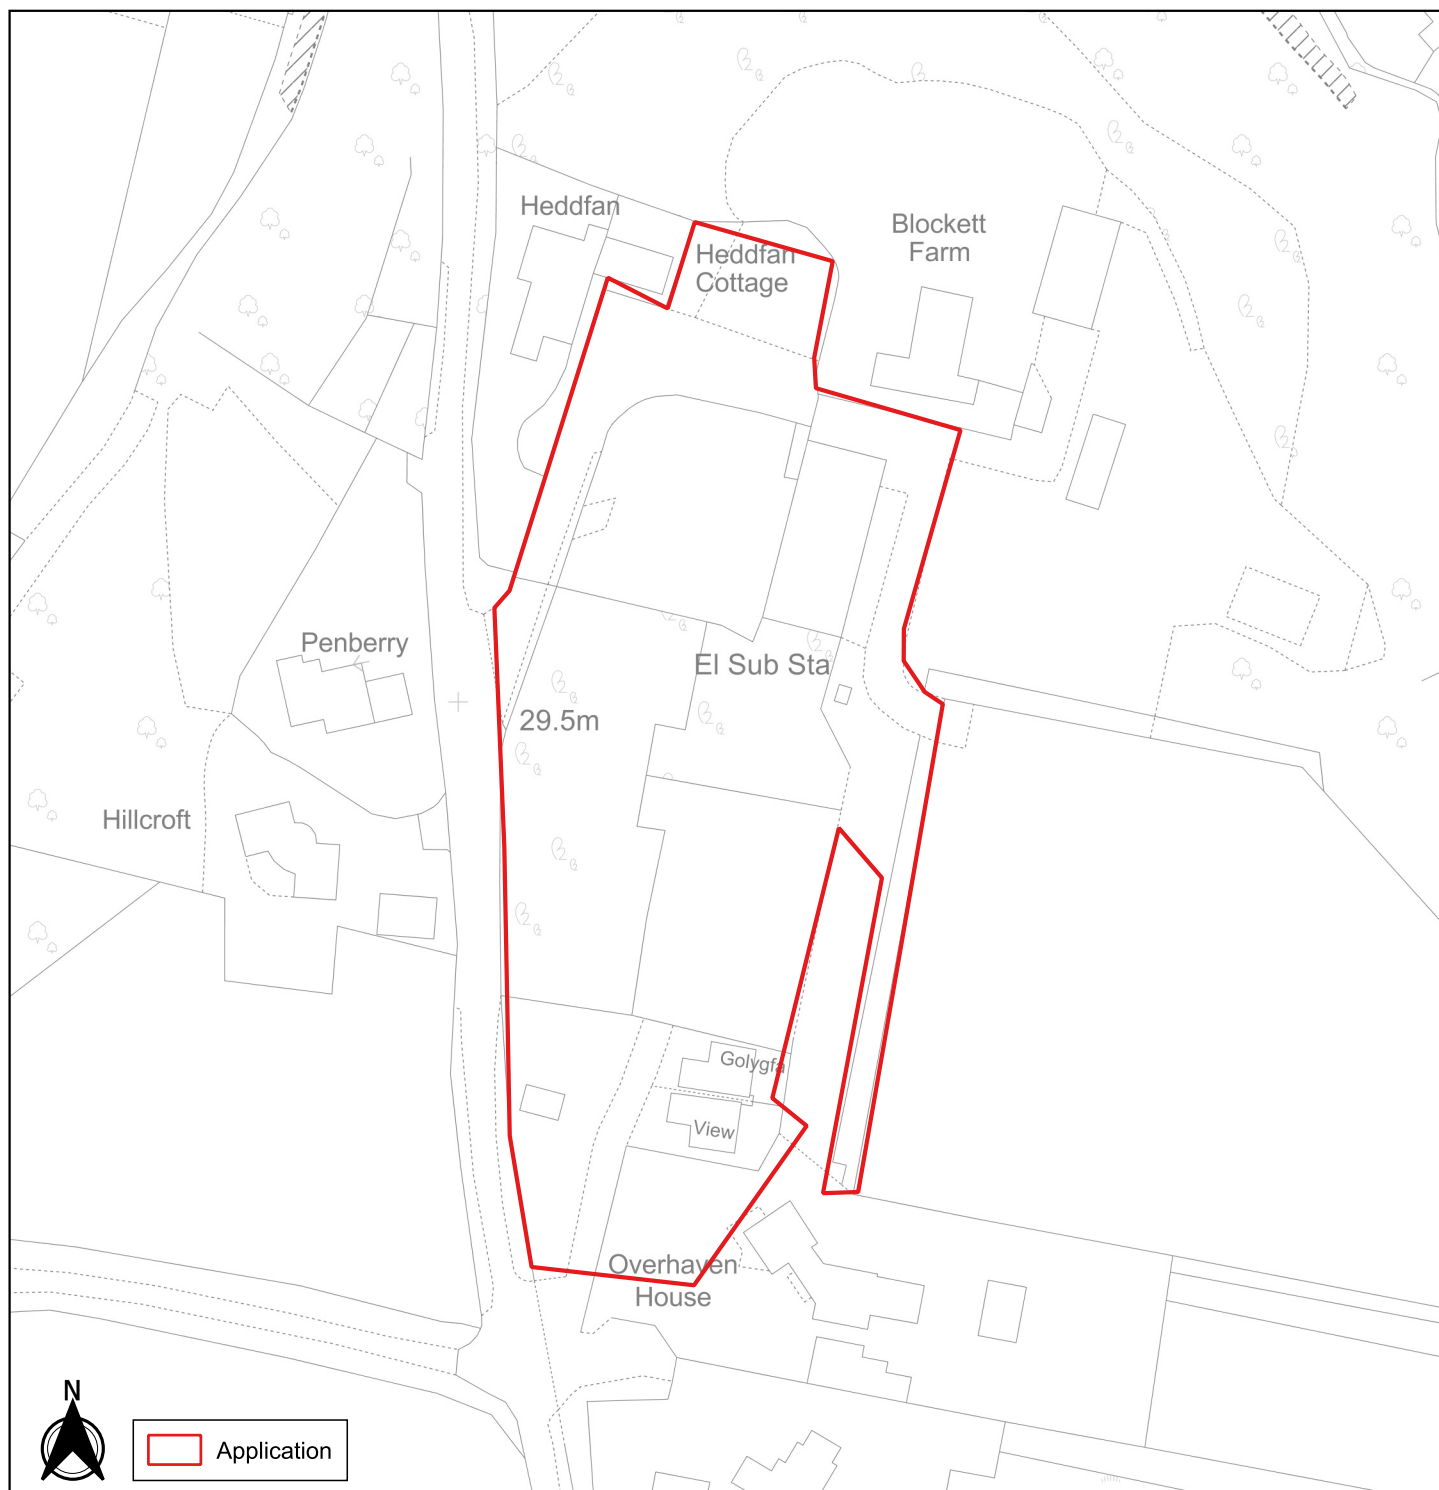 Heddfan
Blockett
Farm
Heddfan
Cottage
Penberry
El Sub Sta
29.5m
Hillcroft
Golygfa
View
Overhaven
House
N
Application